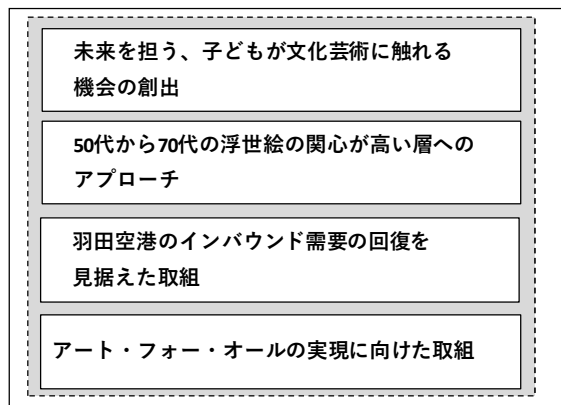 未来を担う、子どもが文化芸術に触れる
機会の創出
50代から70代の浮世絵の関心が高い層への
アプローチ
羽田空港のインバウンド需要の回復を
見据えた取組
アート・フォー・オールの実現に向けた取組